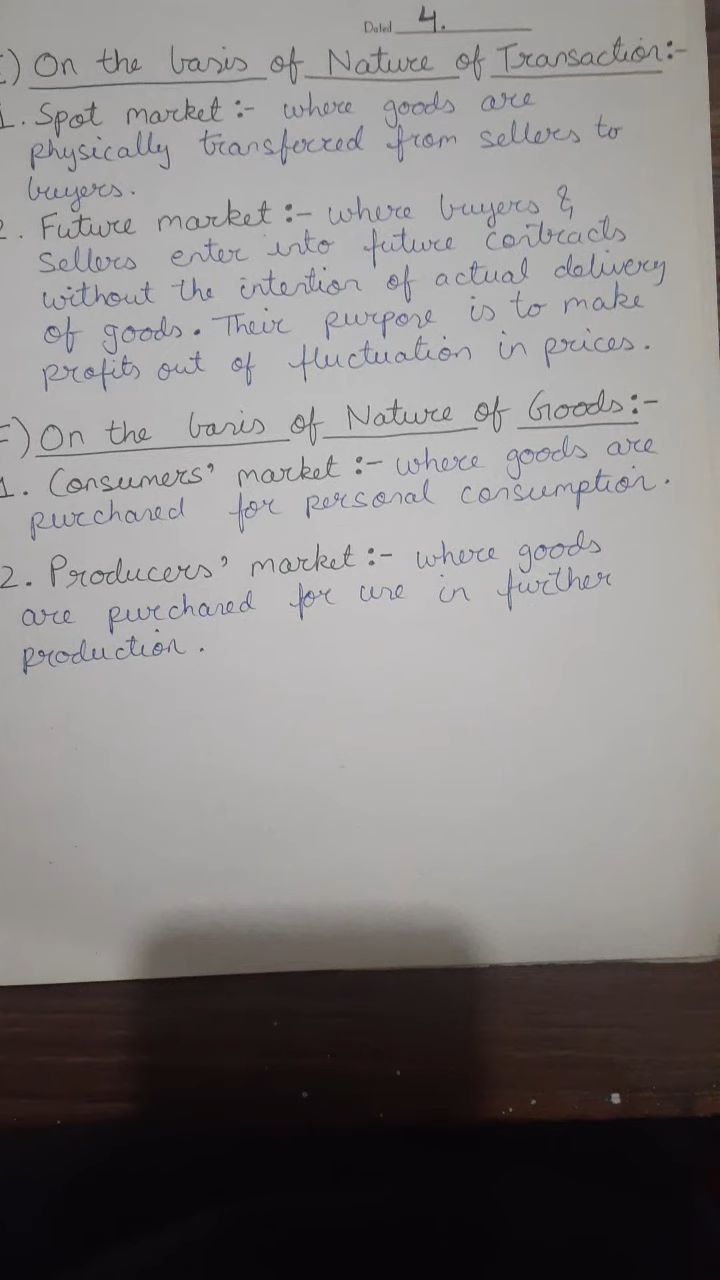 Dated 4.
) On the basis of Nature of Transaction:-
1. Spot market :- where goods are
physically transferred from sellers to
buyers.
2. Future market :- where buyers &
sellers enter into future contracts
without the intention of actual delivery
of goods. Their purpose is to make
profits out of fluctuation in prices.
) On the basis of Nature of Goods:-
1. Consumers' market :- where goods are
purchased for personal consumption.
2. Producers' market :- where goods
are purchased for use in further
production.